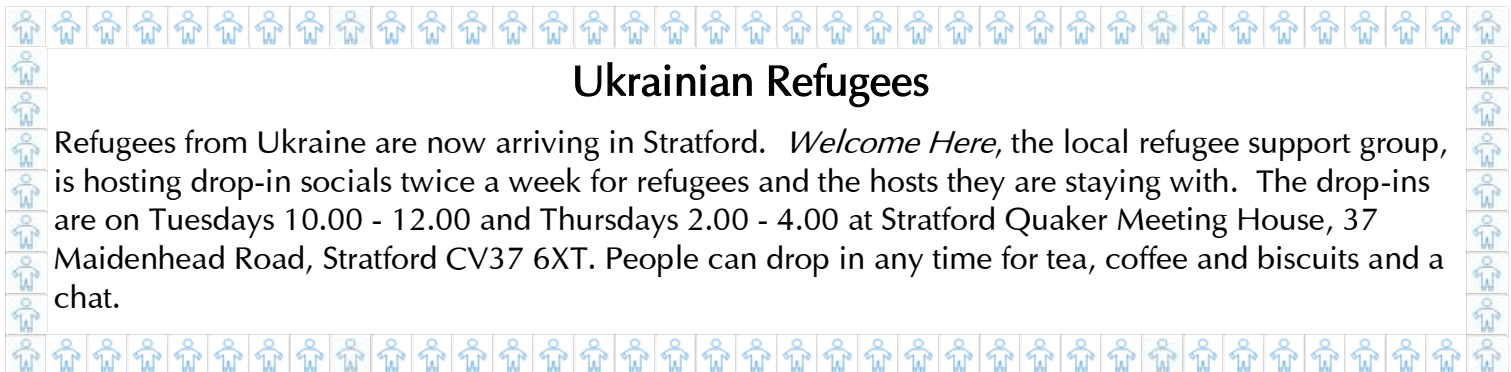 Ukrainian Refugees
Refugees from Ukraine are now arriving in Stratford.  Welcome Here, the local refugee support group,
is hosting drop-in socials twice a week for refugees and the hosts they are staying with.  The drop-ins
are on Tuesdays 10.00 - 12.00 and Thursdays 2.00 - 4.00 at Stratford Quaker Meeting House, 37
Maidenhead Road, Stratford CV37 6XT. People can drop in any time for tea, coffee and biscuits and a
chat.